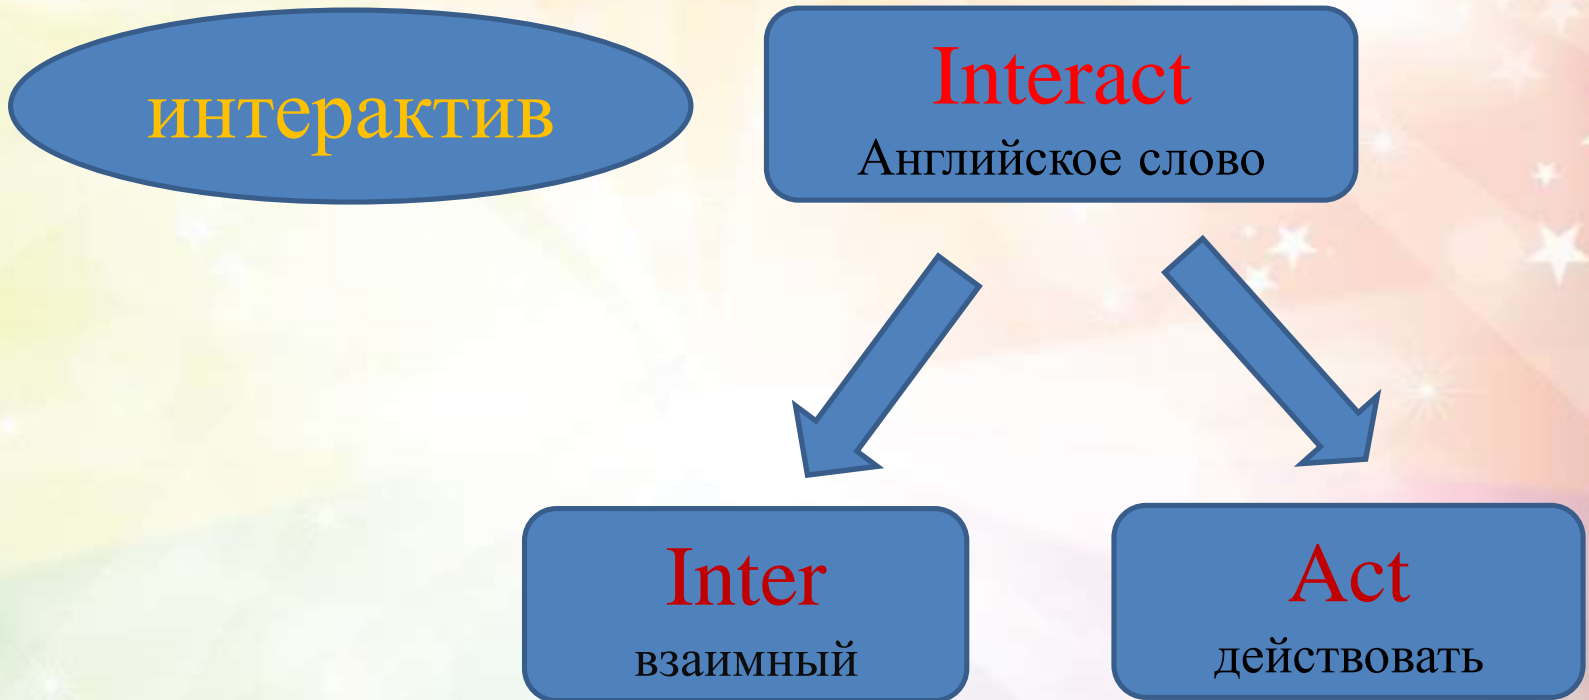 интерактив
Interact
Английское слово
Inter
взаимный
Act
действовать